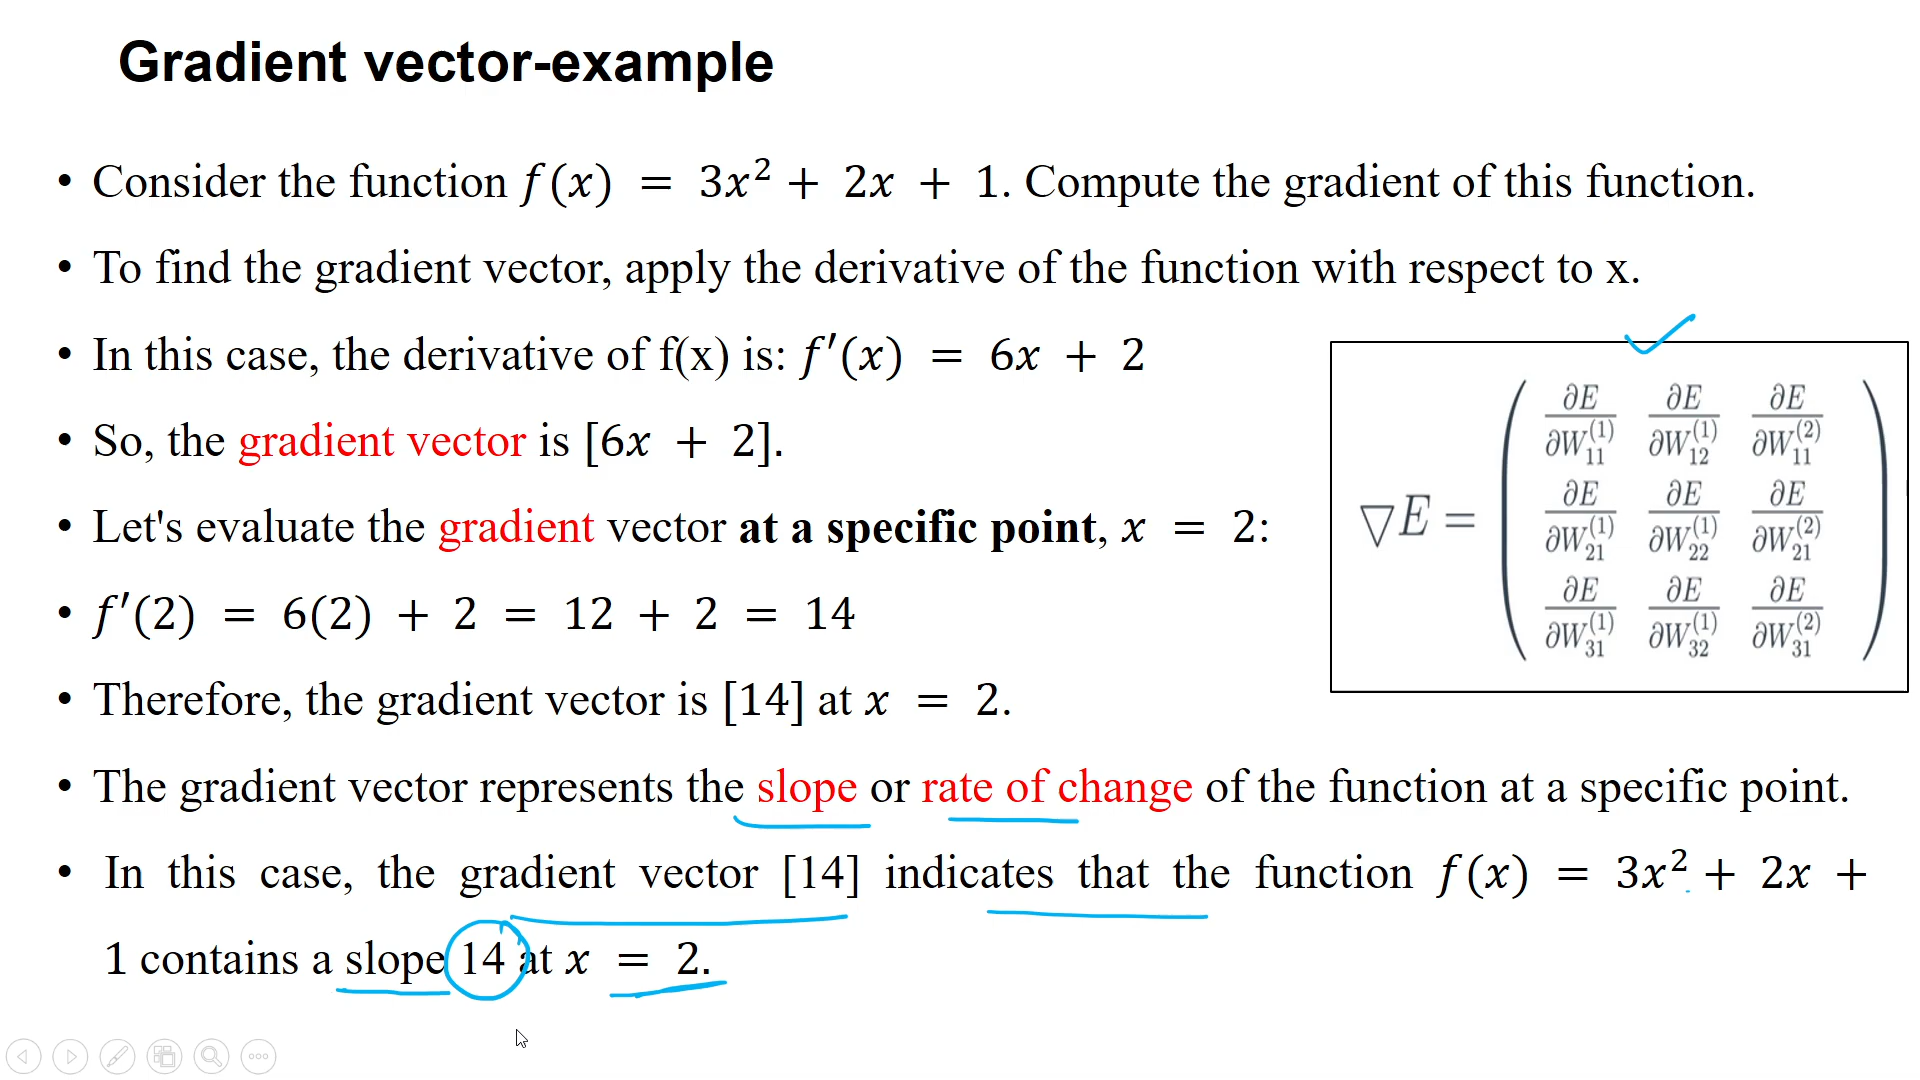 Gradient vector-example
• Consider the function f(x) = 3x² + 2x + 1. Compute the gradient of this function.
• To find the gradient vector, apply the derivative of the function with respect to x.
• In this case, the derivative of f(x) is: f′(x) = 6x + 2
• So, the gradient vector is [6x + 2].
• Let's evaluate the gradient vector at a specific point, x = 2:
• f′(2) = 6(2) + 2 = 12 + 2 = 14
• Therefore, the gradient vector is [14] at x = 2.
• The gradient vector represents the slope or rate of change of the function at a specific point.
• In this case, the gradient vector [14] indicates that the function f(x) = 3x² + 2x +
1 contains a slope 14 at x = 2.
▽E = ( ∂E/∂W₁₁⁽¹⁾ ∂E/∂W₁₂⁽¹⁾ ∂E/∂W₁₁⁽²⁾
∂E/∂W₂₁⁽¹⁾ ∂E/∂W₂₂⁽¹⁾ ∂E/∂W₂₁⁽²⁾
∂E/∂W₃₁⁽¹⁾ ∂E/∂W₃₂⁽¹⁾ ∂E/∂W₃₁⁽²⁾ )